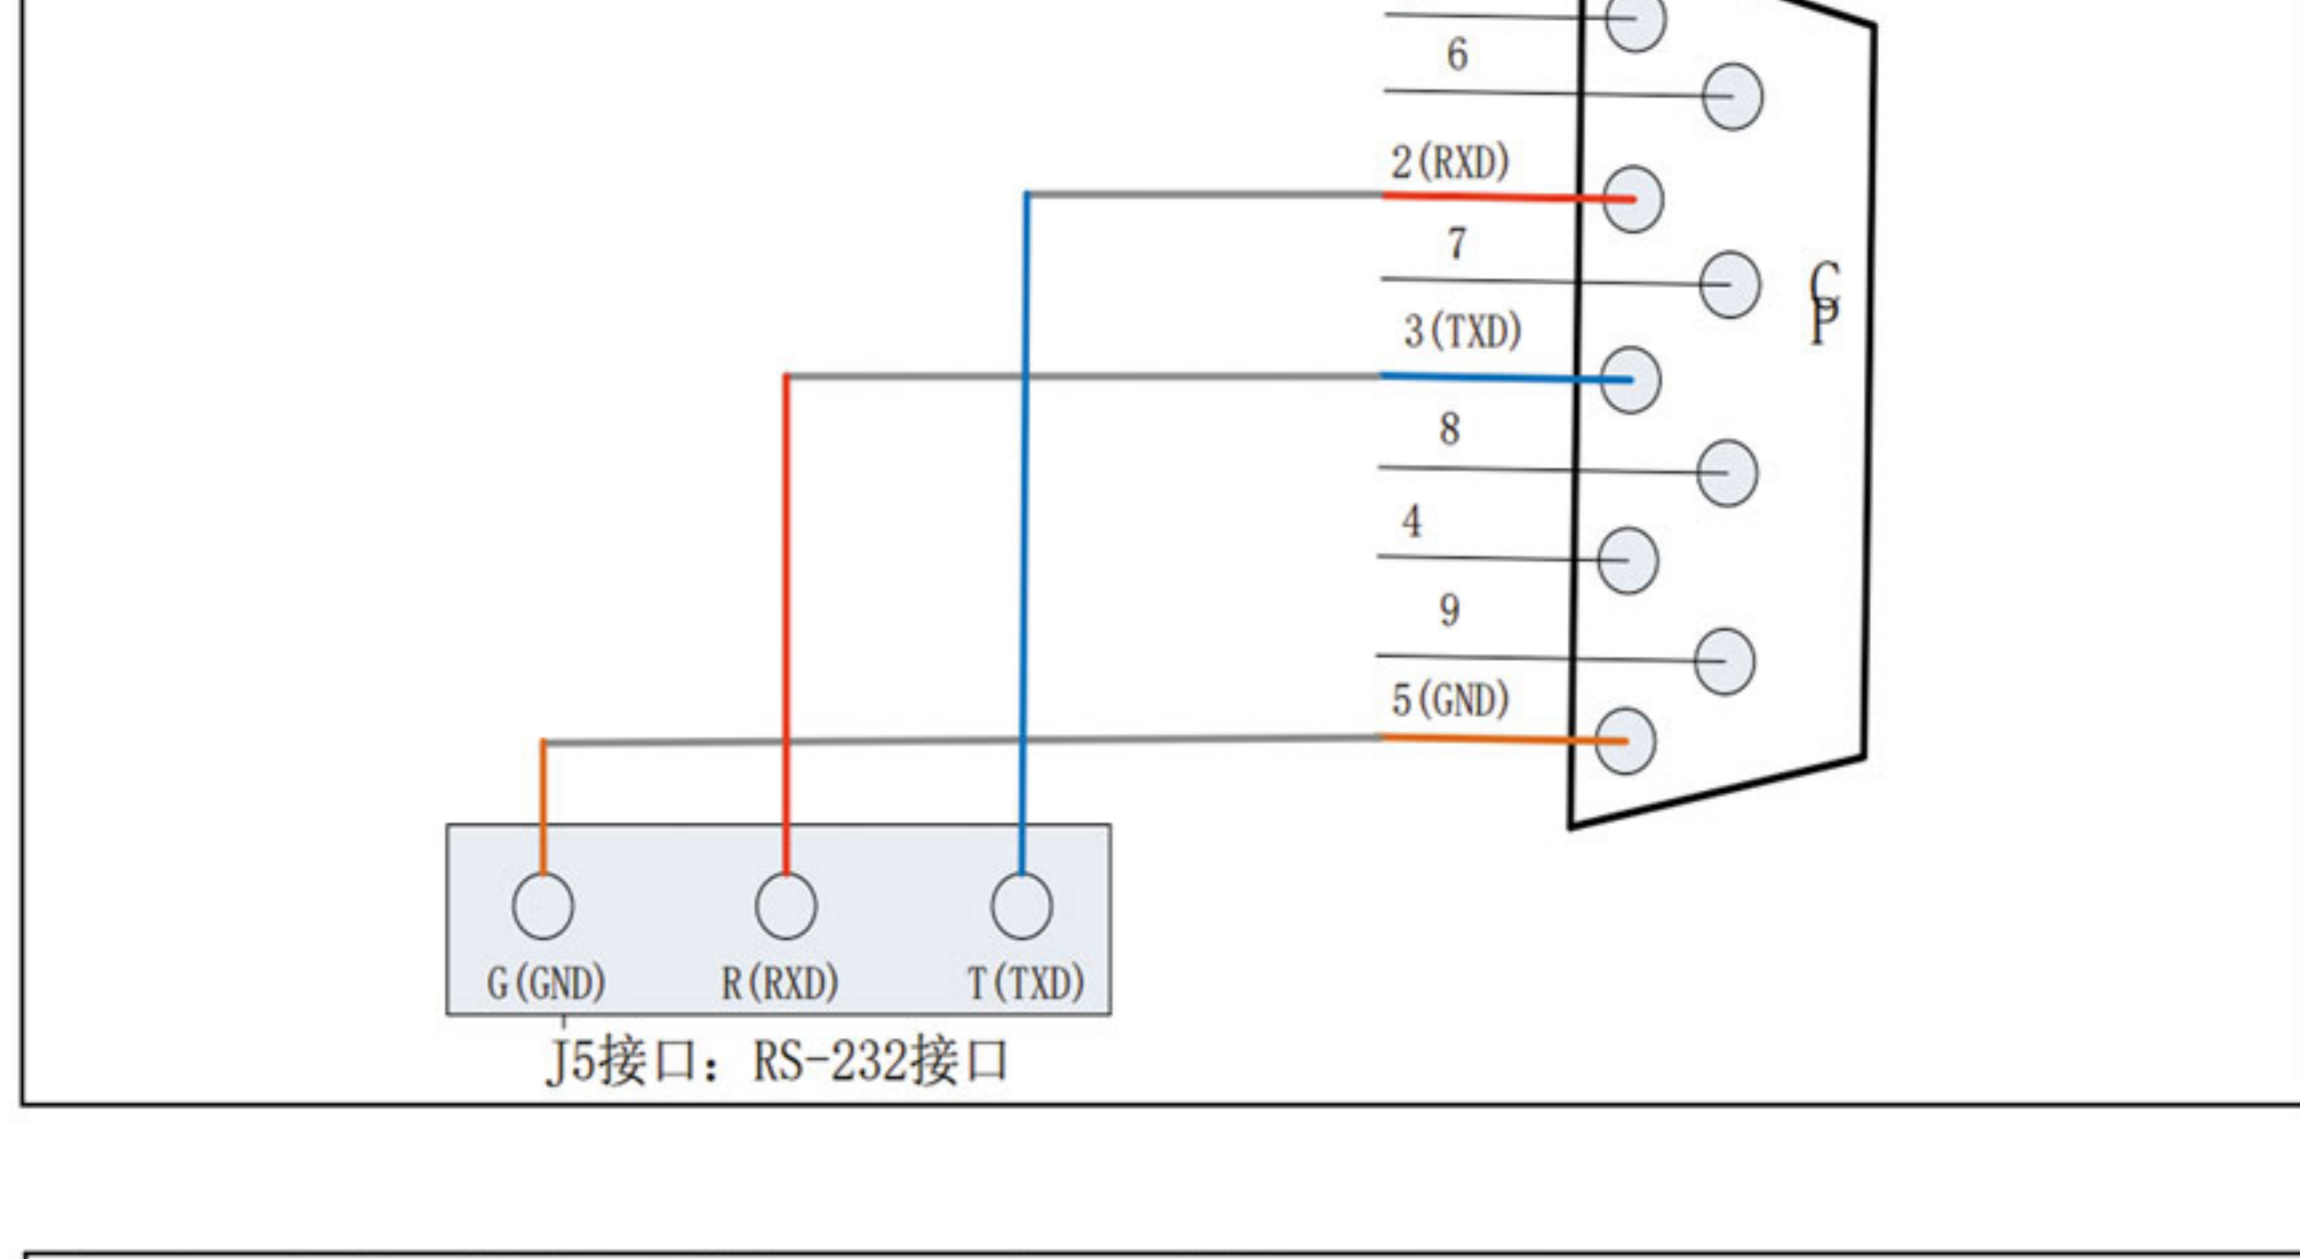 6
2(RXD)
7
C
P
3(TXD)
8
4
9
5(GND)
G(GND) R(RXD) T(TXD)
J5接口：RS-232接口